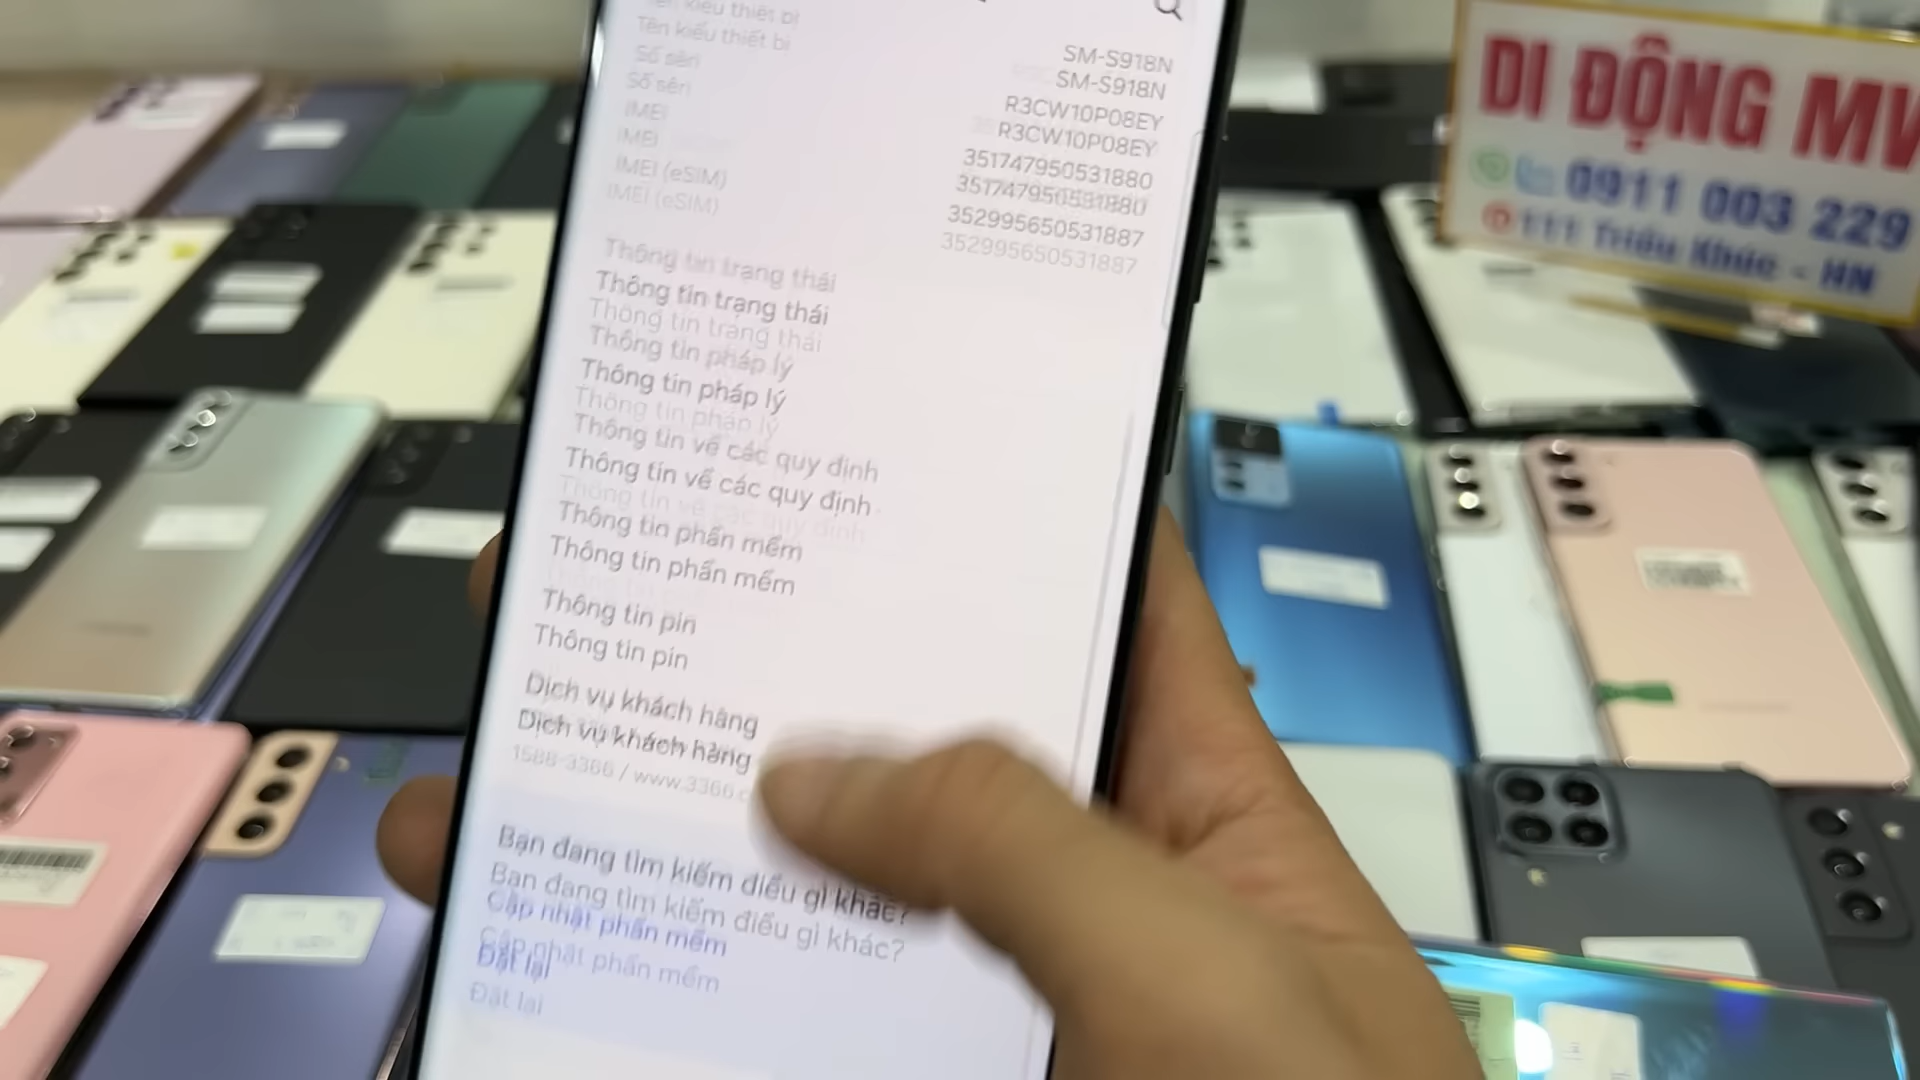 Tên kiểu thiết bị
Tên kiểu thiết bị
SM-S918N
SM-S918N
Số sêri
Số sêri
R3CW10P08EY
R3CW10P08EY
IMEI
IMEI
351747950531880
351747950531880
IMEI (eSIM)
IMEI (eSIM)
352995650531887
352995650531887
Thông tin trạng thái
Thông tin trạng thái
Thông tin trạng thái
Thông tin pháp lý
Thông tin pháp lý
Thông tin pháp lý
Thông tin về các quy định
Thông tin về các quy định
Thông tin về các quy định
Thông tin phần mềm
Thông tin phần mềm
Thông tin pin
Thông tin pin
Dịch vụ khách hàng
Dịch vụ khách hàng
1588-3366 / www.3366.c
Bạn đang tìm kiếm điều gì khác?
Bạn đang tìm kiếm điều gì khác?
Cập nhật phần mềm
Cập nhật phần mềm
Đặt lại
Đặt lại
DI ĐỘNG MV
0911 003 229
111 Triều Khúc - HN